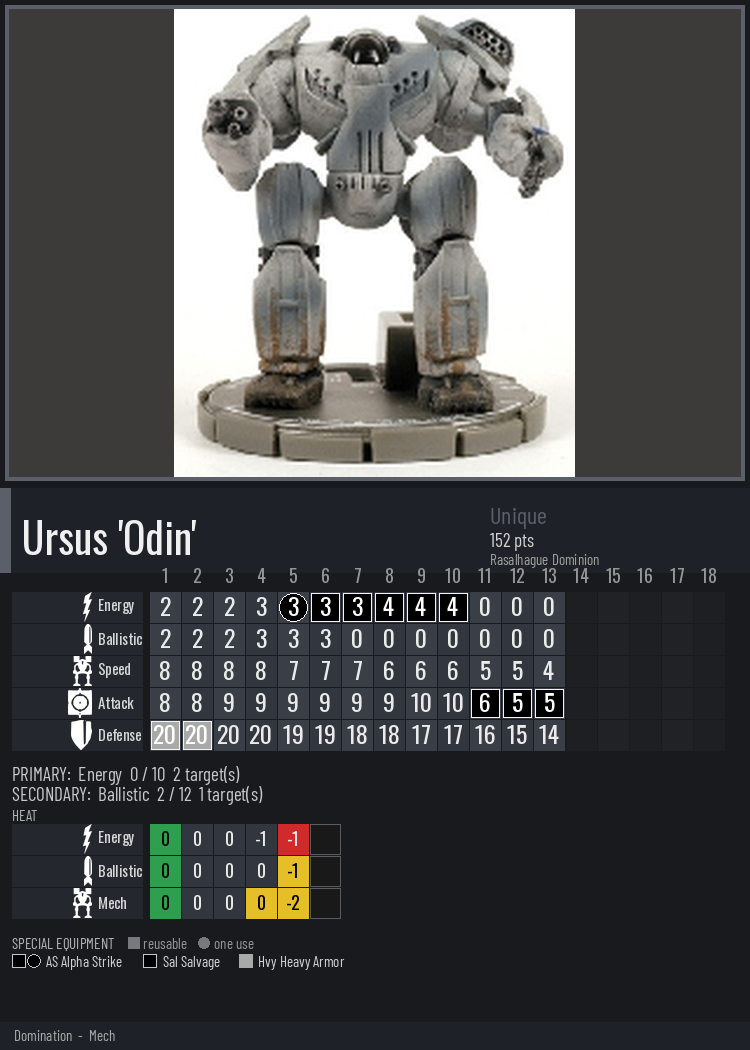 Ursus 'Odin'
Unique
152 pts
Rasalhague Dominion
1 2 3 4 5 6 7 8 9 10 11 12 13 14 15 16 17 18
Energy 2 2 2 3 3 3 3 4 4 4 0 0 0
Ballistic 2 2 2 3 3 3 0 0 0 0 0 0 0
Speed 8 8 8 8 7 7 7 6 6 6 5 5 4
Attack 8 8 9 9 9 9 9 9 10 10 6 5 5
Defense 20 20 20 20 19 19 18 18 17 17 16 15 14
PRIMARY: Energy 0 / 10 2 target(s)
SECONDARY: Ballistic 2 / 12 1 target(s)
HEAT
Energy 0 0 0 -1 -1
Ballistic 0 0 0 0 -1
Mech 0 0 0 0 -2
SPECIAL EQUIPMENT reusable one use
AS Alpha Strike Sal Salvage Hvy Heavy Armor
Domination - Mech